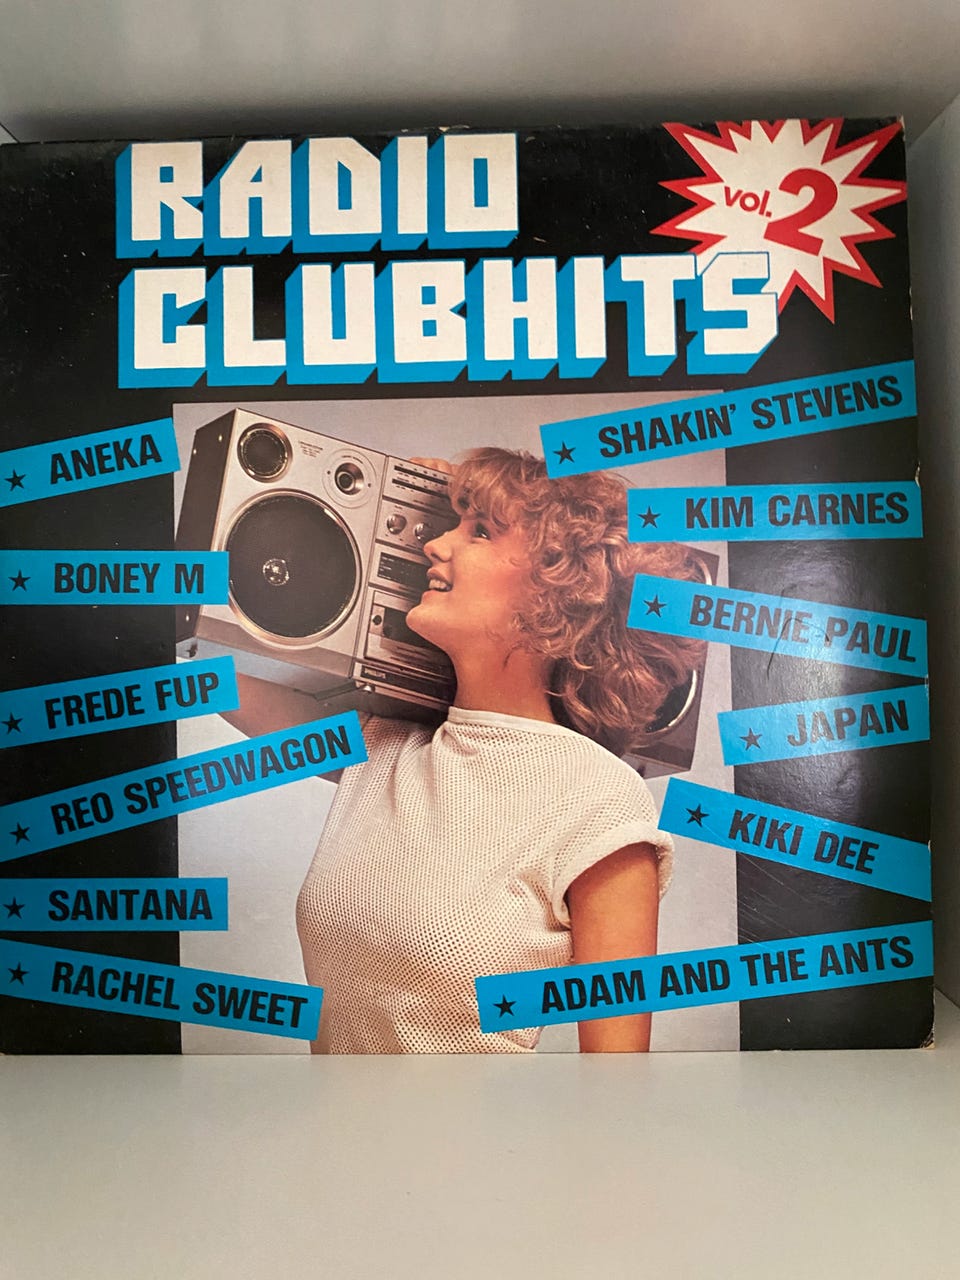 RADIO
CLUBHITS
vol. 2
★ ANEKA
★ BONEY M
★ FREDE FUP
★ REO SPEEDWAGON
★ SANTANA
★ RACHEL SWEET
★ SHAKIN' STEVENS
★ KIM CARNES
★ BERNIE PAUL
★ JAPAN
★ KIKI DEE
★ ADAM AND THE ANTS
PHILIPS